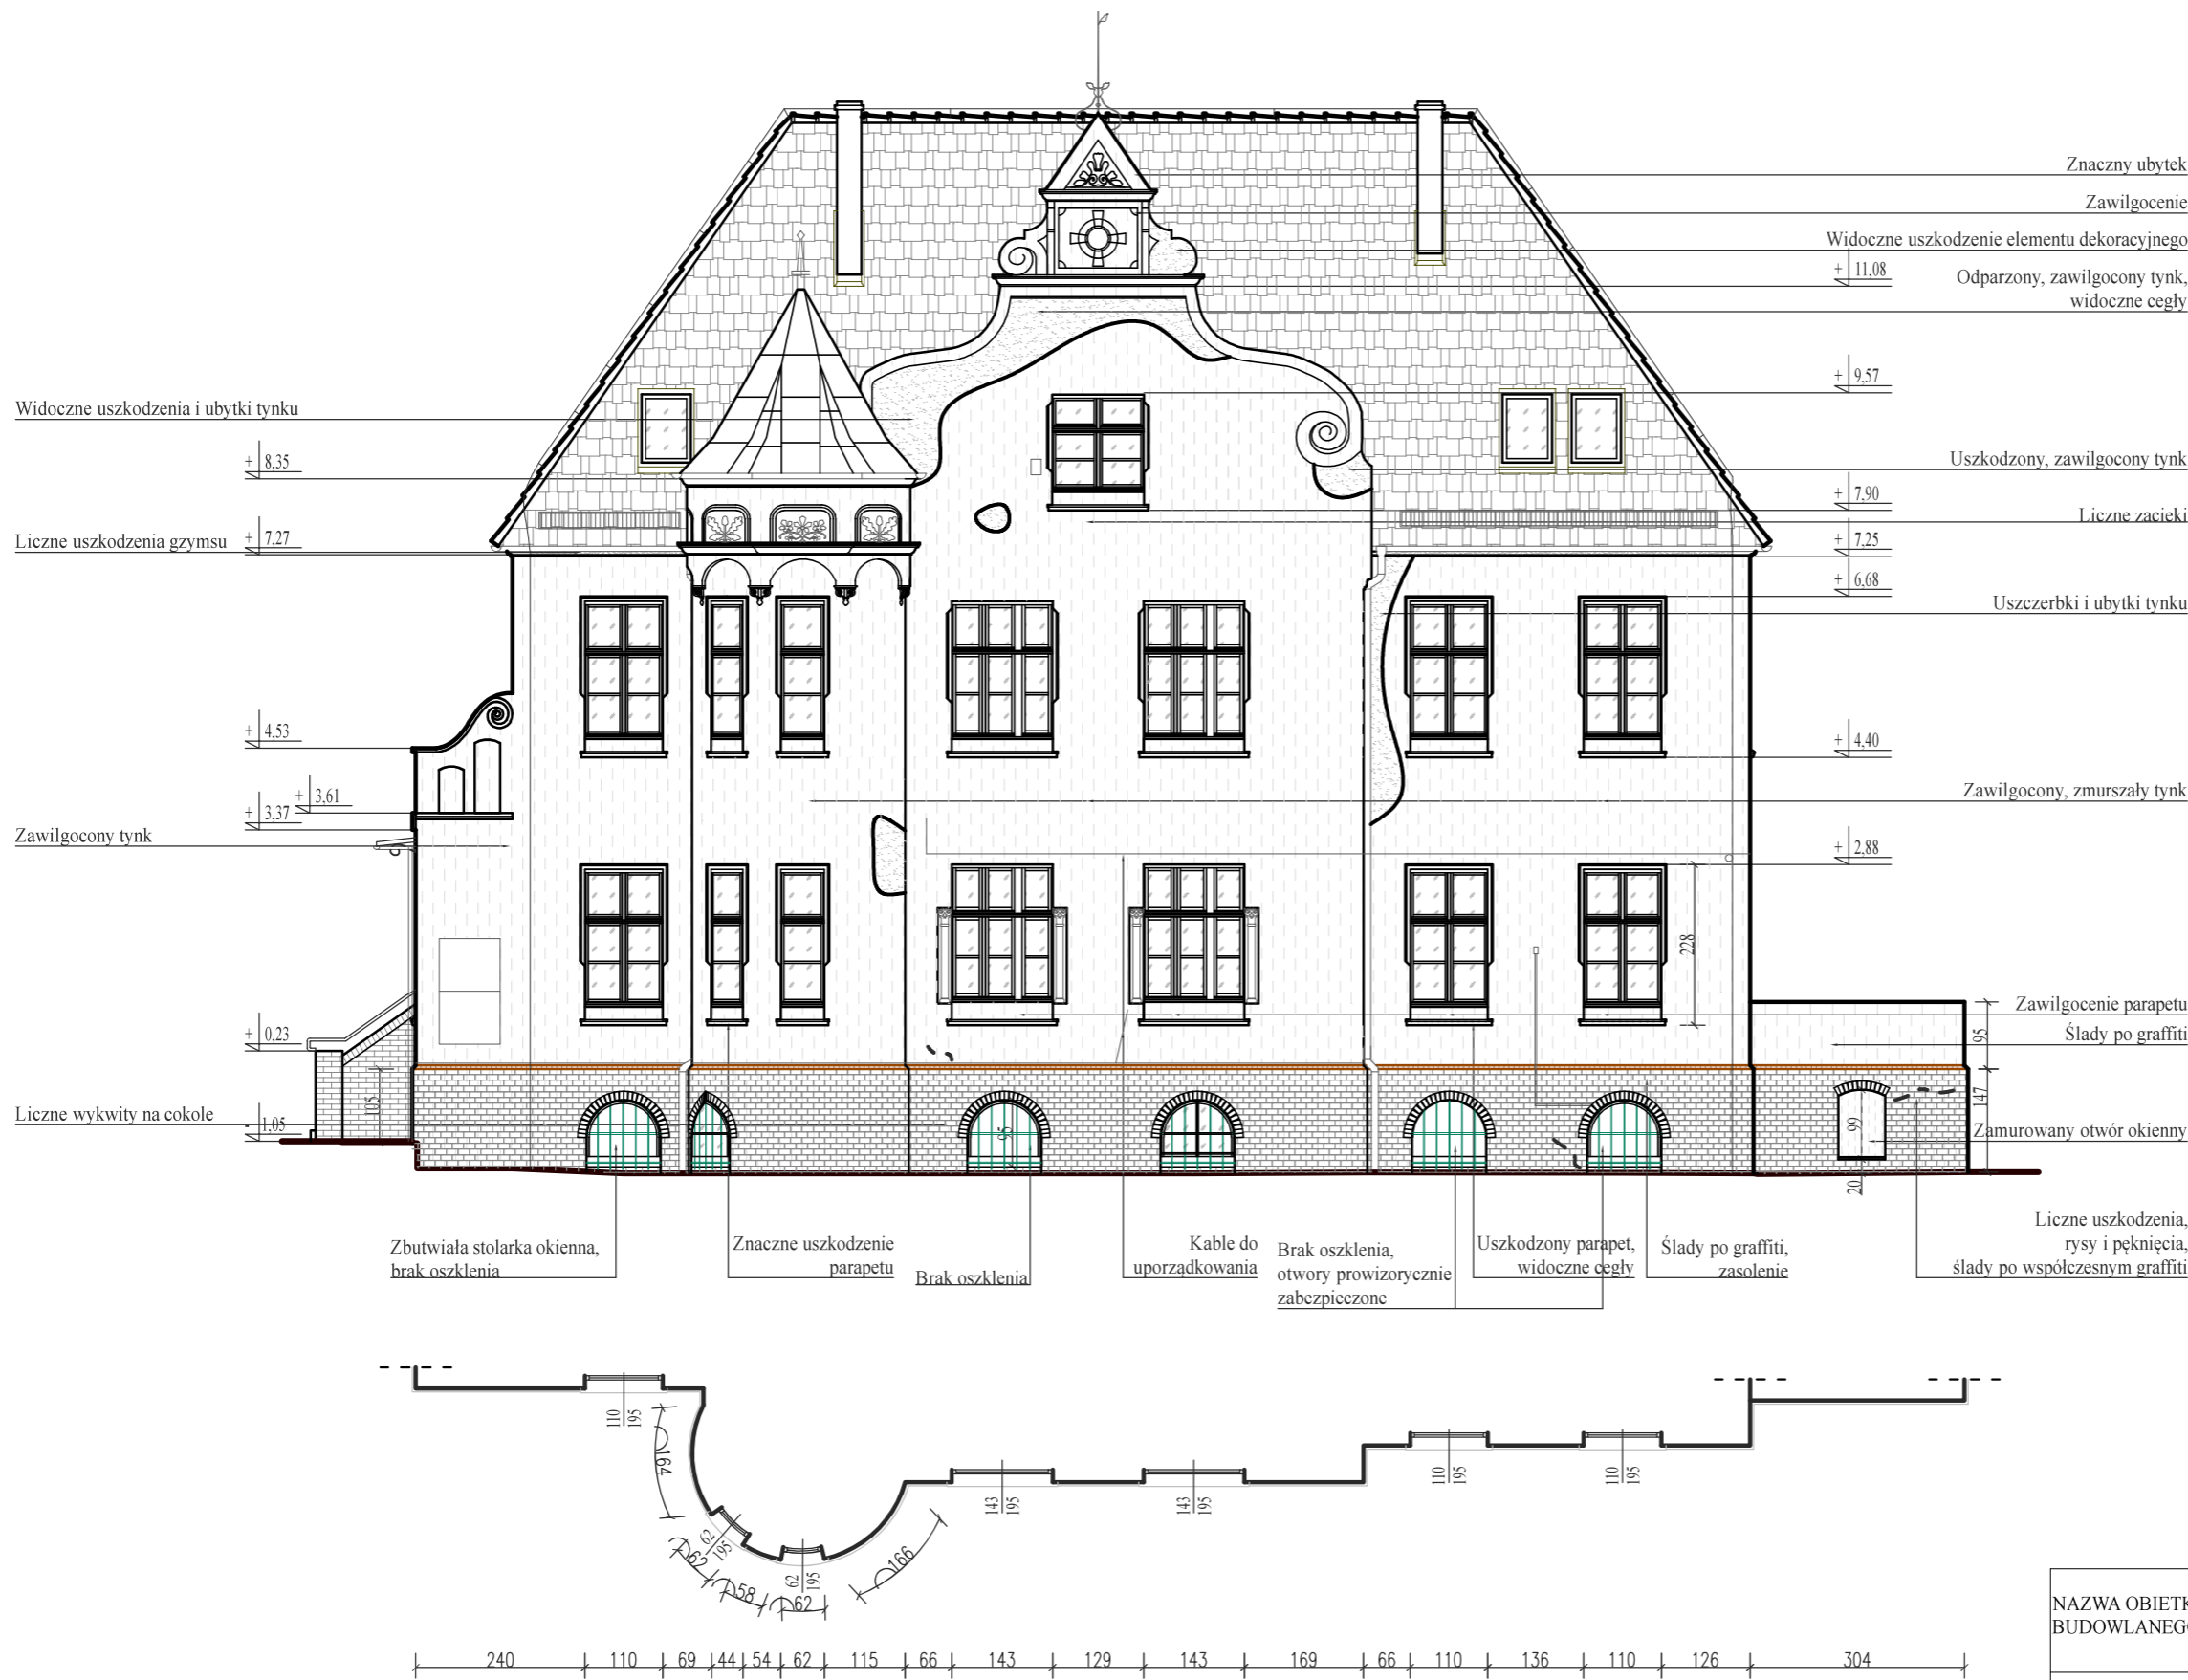 Znaczny ubytek
Zawilgocenie
Widoczne uszkodzenie elementu dekoracyjnego
+ 11,08
Odparzony, zawilgocony tynk,
widoczne cegły
+ 9,57
Widoczne uszkodzenia i ubytki tynku
+ 8,35
Uszkodzony, zawilgocony tynk
+ 7,90
Liczne zacieki
Liczne uszkodzenia gzymsu
+ 7,27
+ 7,25
+ 6,68
Uszczerbki i ubytki tynku
+ 4,53
+ 4,40
+ 3,61
+ 3,37
Zawilgocony, zmurszały tynk
Zawilgocony tynk
+ 2,88
228
Zawilgocenie parapetu
+ 0,23
95
Ślady po graffiti
105
147
Liczne wykwity na cokole
- 1,05
95
99
Zamurowany otwór okienny
20
Zbutwiała stolarka okienna,
brak oszklenia
Znaczne uszkodzenie
parapetu
Brak oszklenia
Kable do
uporządkowania
Brak oszklenia,
otwory prowizorycznie
zabezpieczone
Uszkodzony parapet,
widoczne cegły
Ślady po graffiti,
zasolenie
Liczne uszkodzenia,
rysy i pęknięcia,
ślady po współczesnym graffiti
110
195
164
62
195
62
58
62
195
62
166
143
195
143
195
110
195
110
195
NAZWA OBIETK
BUDOWLANEGO
240 110 69 44 54 62 115 66 143 129 143 169 66 110 136 110 126 304